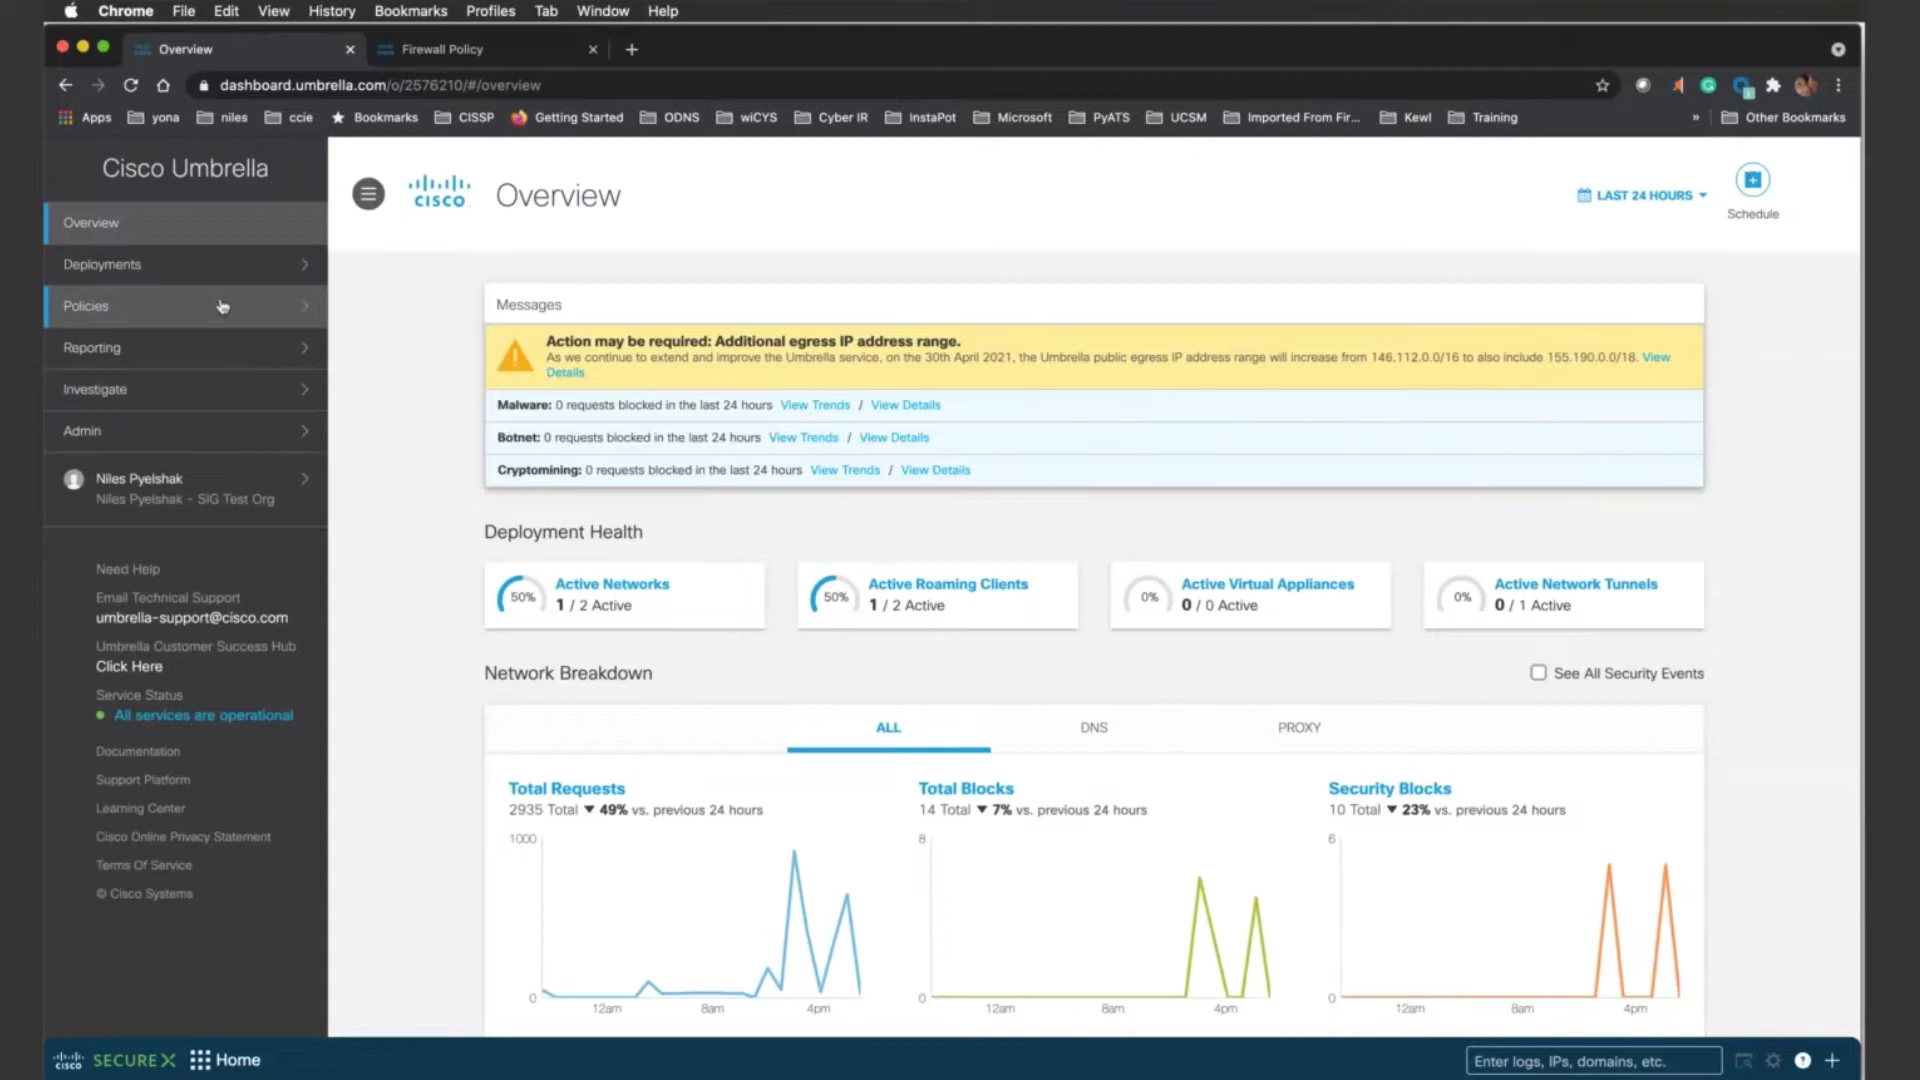 Chrome File Edit View History Bookmarks Profiles Tab Window Help
Overview
Firewall Policy
dashboard.umbrella.com/o/2576210/#/overview
Apps yona niles ccie Bookmarks CISSP Getting Started ODNS wiCYS Cyber IR InstaPot Microsoft PyATS UCSM Imported From Fir... Kewl Training » Other Bookmarks
Cisco Umbrella
Overview
Deployments
Policies
Reporting
Investigate
Admin
Niles Pyelshak
Niles Pyelshak - SIG Test Org
Need Help
Email Technical Support
umbrella-support@cisco.com
Umbrella Customer Success Hub
Click Here
Service Status
All services are operational
Documentation
Support Platform
Learning Center
Cisco Online Privacy Statement
Terms Of Service
© Cisco Systems
CISCO
Overview
LAST 24 HOURS
Schedule
Messages
Action may be required: Additional egress IP address range.
As we continue to extend and improve the Umbrella service, on the 30th April 2021, the Umbrella public egress IP address range will increase from 146.112.0.0/16 to also include 155.190.0.0/18. View
Details
Malware: 0 requests blocked in the last 24 hours View Trends / View Details
Botnet: 0 requests blocked in the last 24 hours View Trends / View Details
Cryptomining: 0 requests blocked in the last 24 hours View Trends / View Details
Deployment Health
50%
Active Networks
1 / 2 Active
50%
Active Roaming Clients
1 / 2 Active
0%
Active Virtual Appliances
0 / 0 Active
0%
Active Network Tunnels
0 / 1 Active
Network Breakdown
See All Security Events
ALL DNS PROXY
Total Requests
2935 Total ▼ 49% vs. previous 24 hours
1000
0
12am 8am 4pm
Total Blocks
14 Total ▼ 7% vs. previous 24 hours
8
0
12am 8am 4pm
Security Blocks
10 Total ▼ 23% vs. previous 24 hours
6
0
12am 8am 4pm
CISCO SECUREX Home
Enter logs, IPs, domains, etc.